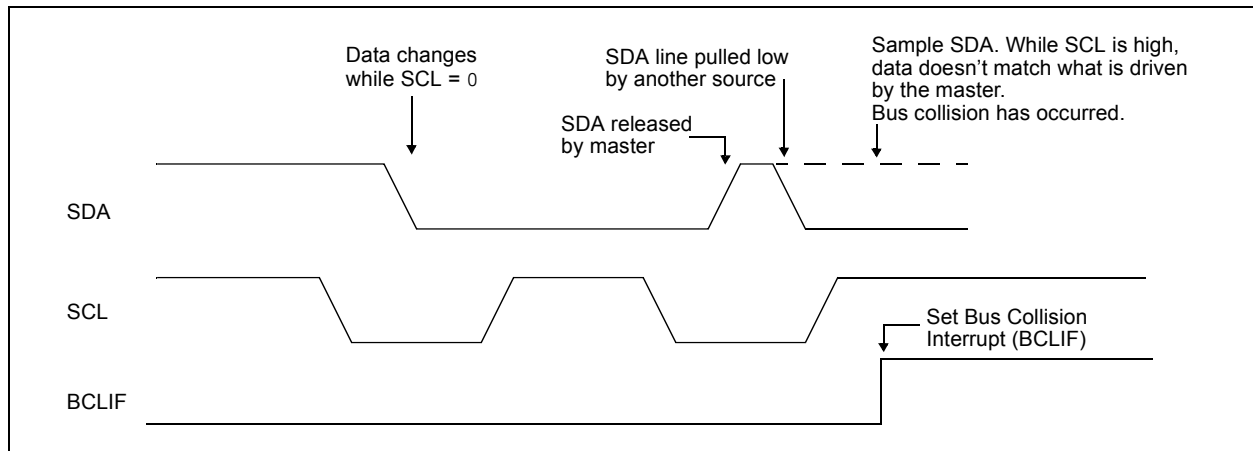 Data changes
while SCL = 0
SDA line pulled low
by another source
SDA released
by master
Sample SDA. While SCL is high,
data doesn’t match what is driven
by the master.
Bus collision has occurred.
SDA
SCL
Set Bus Collision
Interrupt (BCLIF)
BCLIF